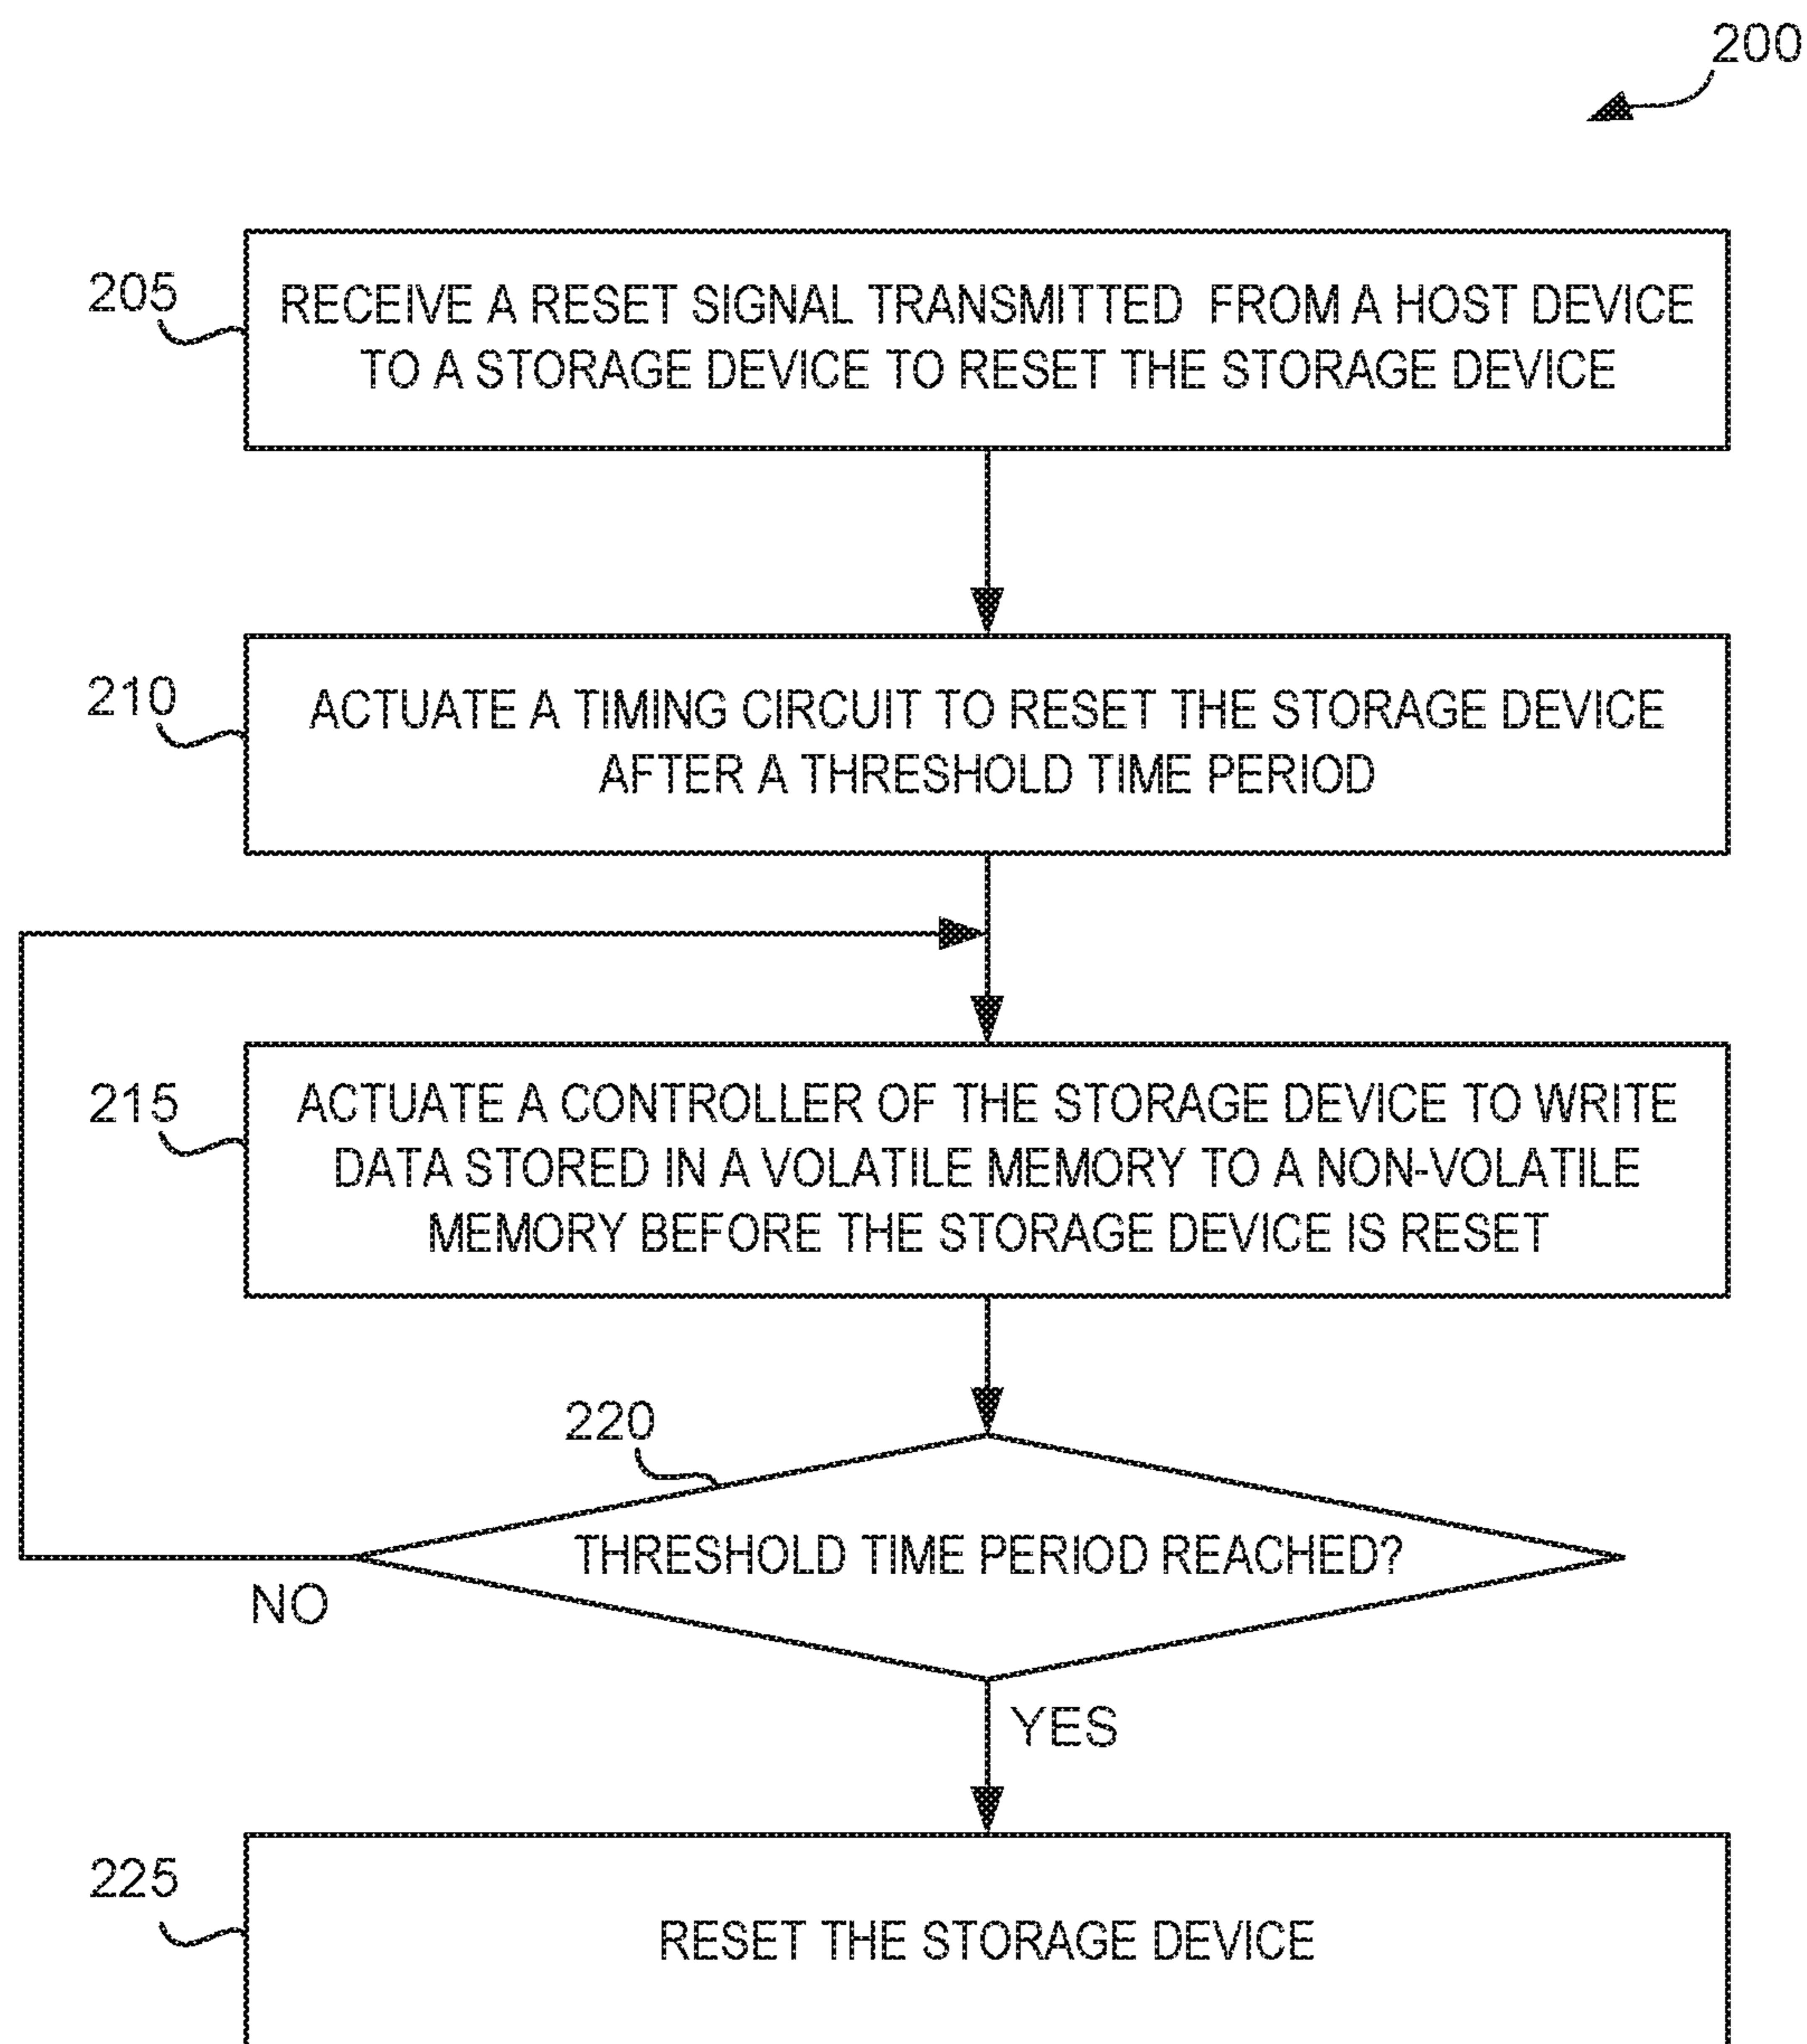 200
205
RECEIVE A RESET SIGNAL TRANSMITTED FROM A HOST DEVICE
TO A STORAGE DEVICE TO RESET THE STORAGE DEVICE
210
ACTUATE A TIMING CIRCUIT TO RESET THE STORAGE DEVICE
AFTER A THRESHOLD TIME PERIOD
215
ACTUATE A CONTROLLER OF THE STORAGE DEVICE TO WRITE
DATA STORED IN A VOLATILE MEMORY TO A NON-VOLATILE
MEMORY BEFORE THE STORAGE DEVICE IS RESET
220
THRESHOLD TIME PERIOD REACHED?
NO
YES
225
RESET THE STORAGE DEVICE